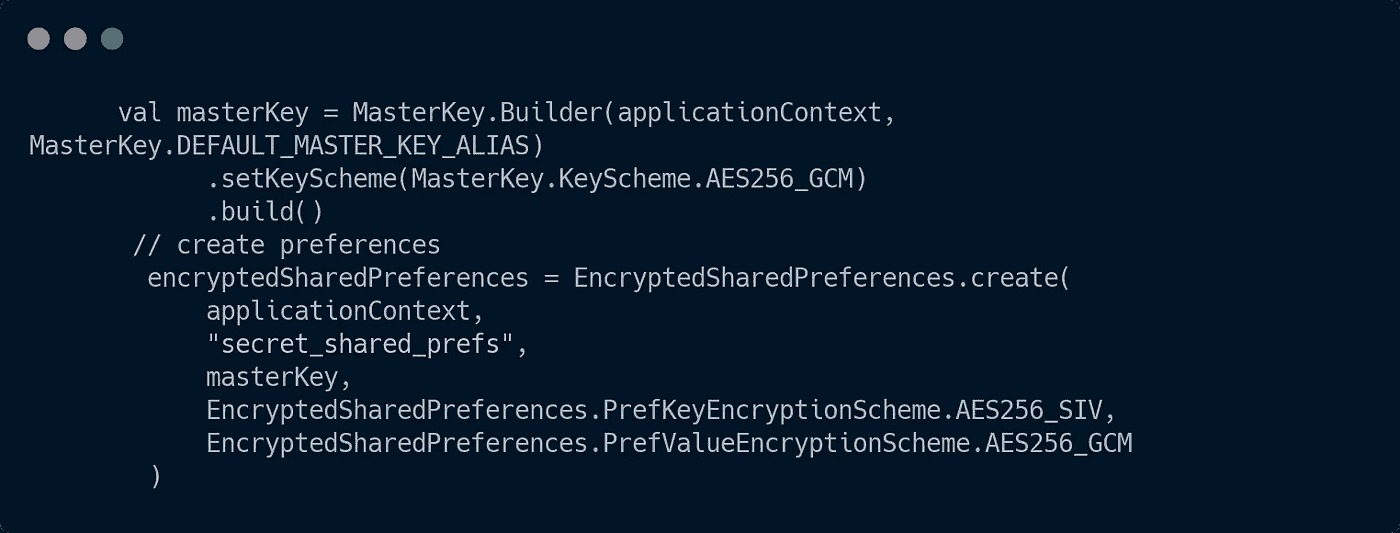 val masterKey = MasterKey.Builder(applicationContext,
MasterKey.DEFAULT_MASTER_KEY_ALIAS)
.setKeyScheme(MasterKey.KeyScheme.AES256_GCM)
.build()
// create preferences
encryptedSharedPreferences = EncryptedSharedPreferences.create(
applicationContext,
"secret_shared_prefs",
masterKey,
EncryptedSharedPreferences.PrefKeyEncryptionScheme.AES256_SIV,
EncryptedSharedPreferences.PrefValueEncryptionScheme.AES256_GCM
)